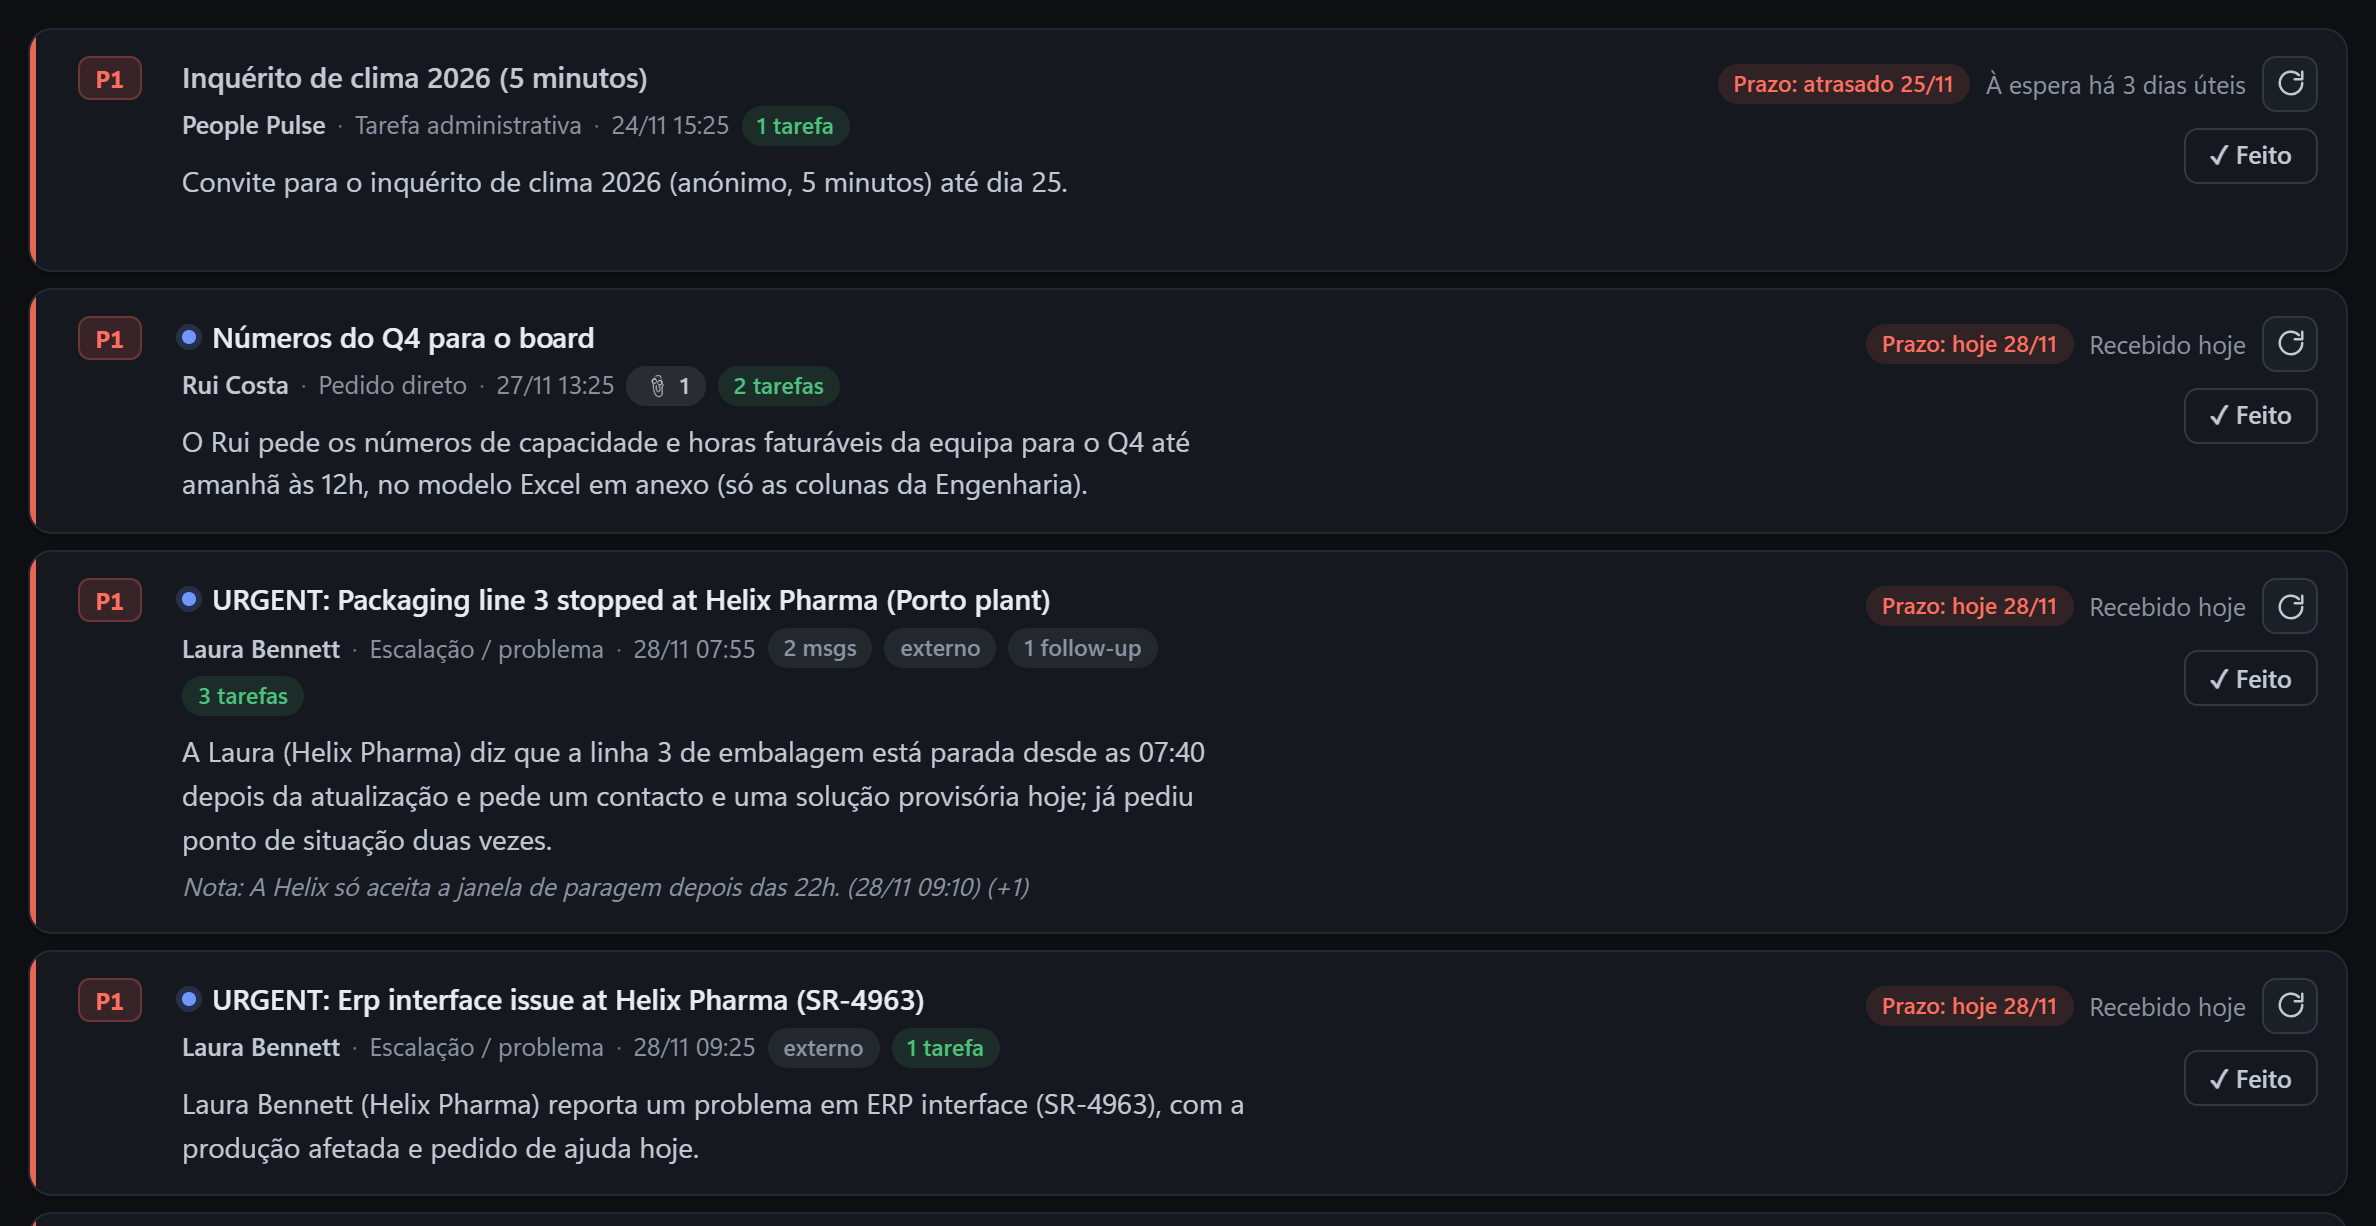 P1 Inquérito de clima 2026 (5 minutos) Prazo: atrasado 25/11 À espera há 3 dias úteis
People Pulse · Tarefa administrativa · 24/11 15:25 1 tarefa
✓ Feito
Convite para o inquérito de clima 2026 (anónimo, 5 minutos) até dia 25.
P1 Números do Q4 para o board Prazo: hoje 28/11 Recebido hoje
Rui Costa · Pedido direto · 27/11 13:25 1 2 tarefas
✓ Feito
O Rui pede os números de capacidade e horas faturáveis da equipa para o Q4 até
amanhã às 12h, no modelo Excel em anexo (só as colunas da Engenharia).
P1 URGENT: Packaging line 3 stopped at Helix Pharma (Porto plant) Prazo: hoje 28/11 Recebido hoje
Laura Bennett · Escalação / problema · 28/11 07:55 2 msgs externo 1 follow-up
✓ Feito
3 tarefas
A Laura (Helix Pharma) diz que a linha 3 de embalagem está parada desde as 07:40
depois da atualização e pede um contacto e uma solução provisória hoje; já pediu
ponto de situação duas vezes.
Nota: A Helix só aceita a janela de paragem depois das 22h. (28/11 09:10) (+1)
P1 URGENT: Erp interface issue at Helix Pharma (SR-4963) Prazo: hoje 28/11 Recebido hoje
Laura Bennett · Escalação / problema · 28/11 09:25 externo 1 tarefa
✓ Feito
Laura Bennett (Helix Pharma) reporta um problema em ERP interface (SR-4963), com a
produção afetada e pedido de ajuda hoje.